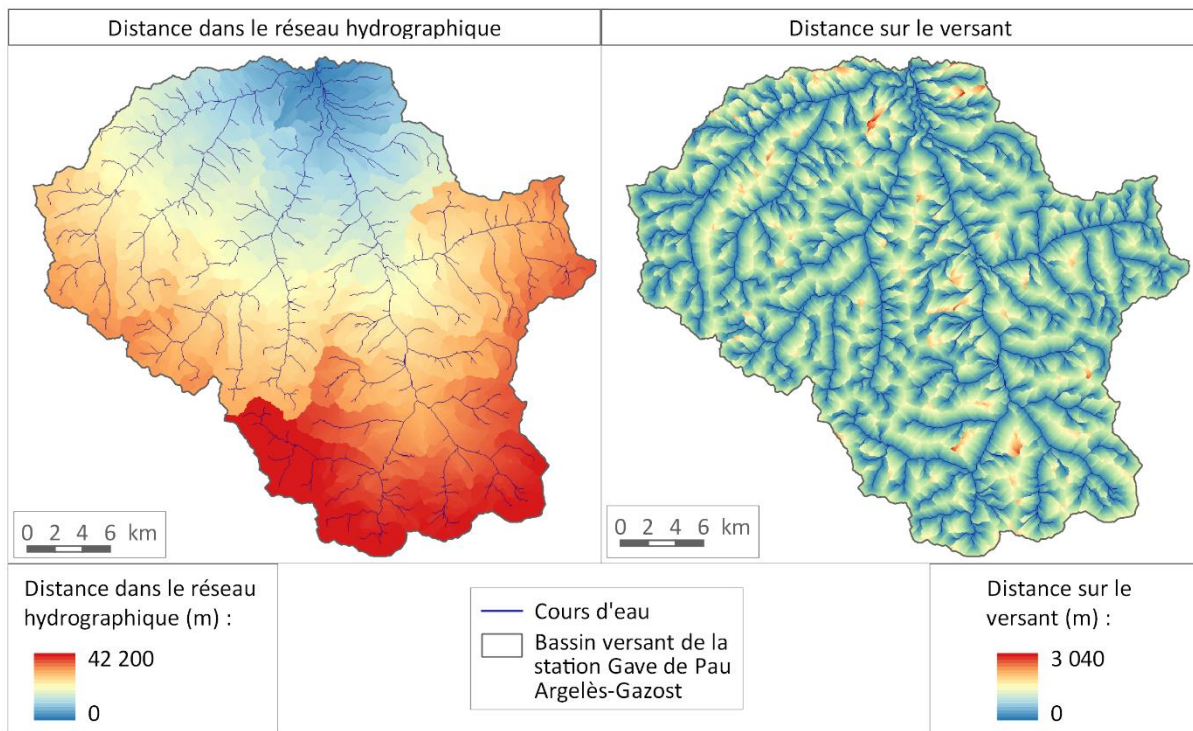 Distance dans le réseau hydrographique
Distance sur le versant
0 2 4 6 km
0 2 4 6 km
Distance dans le réseau
hydrographique (m) :
42 200
0
Cours d'eau
Bassin versant de la
station Gave de Pau
Argelès-Gazost
Distance sur le
versant (m) :
3 040
0